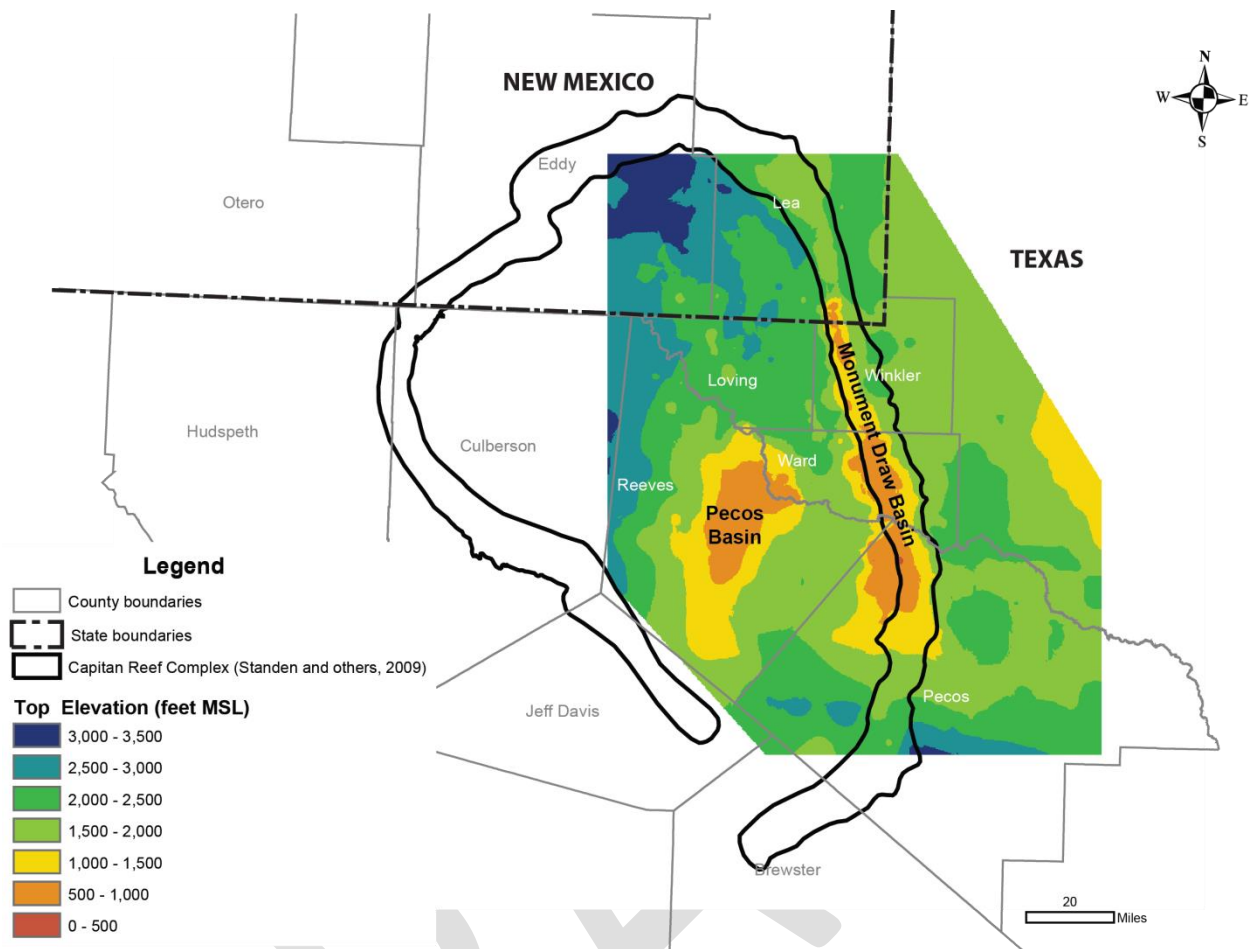 NEW MEXICO
N
W
E
S
Eddy
Otero
Lea
TEXAS
Loving
Winkler
Monument Draw Basin
Hudspeth
Culberson
Ward
Reeves
Pecos
Basin
Legend
County boundaries
State boundaries
Capitan Reef Complex (Standen and others, 2009)
Pecos
Jeff Davis
Top Elevation (feet MSL)
3,000 - 3,500
2,500 - 3,000
2,000 - 2,500
1,500 - 2,000
1,000 - 1,500
500 - 1,000
0 - 500
Brewster
20
Miles